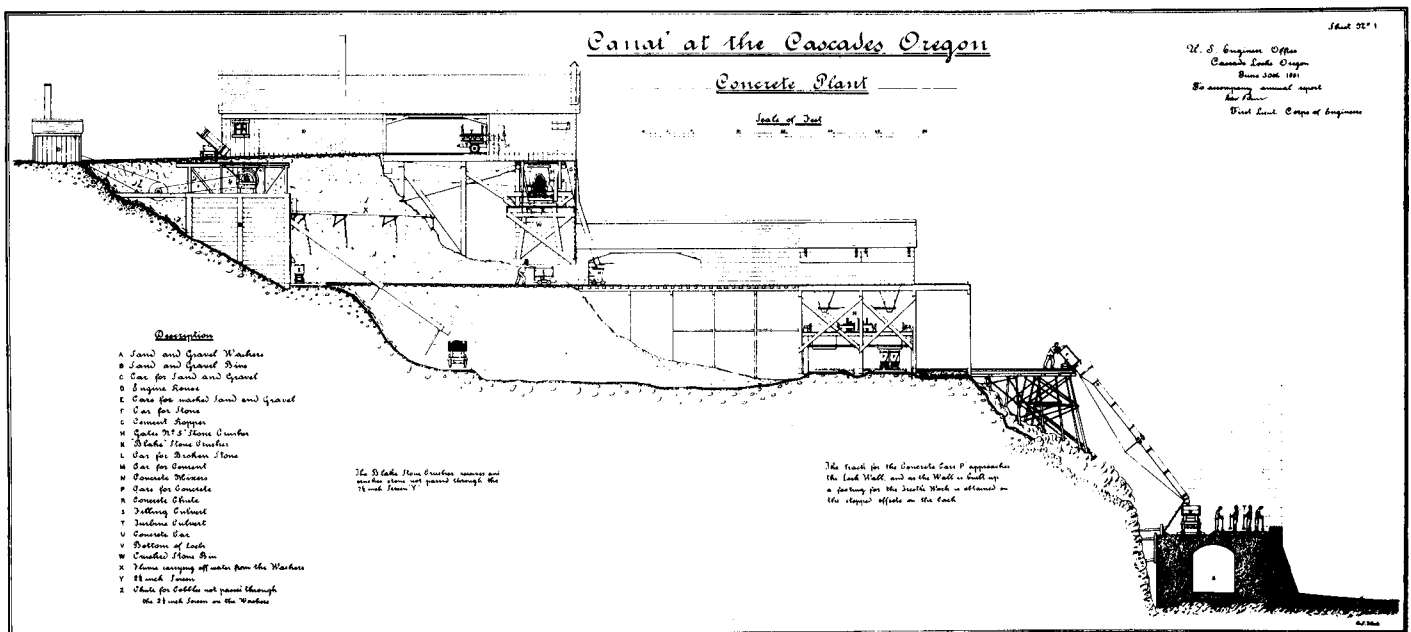 Sheet Nº 1
Canal at the Cascades Oregon
Concrete Plant
Scale of Feet
U. S. Engineer Office
Cascade Locks Oregon
June 30th 1891
To accompany annual report
First Lieut. Corps of Engineers
Description
A Sand and Gravel Washers
B Sand and Gravel Bins
C Car for Sand and Gravel
D Engine House
E Cars for washed Sand and Gravel
F Car for Stone
G Cement Hopper
H Gates Nº 5 Stone Crusher
K "Blake" Stone Crusher
L Car for Broken Stone
M Car for Cement
N Concrete Mixers
P Cars for Concrete
R Concrete Chute
S Filling Culvert
T Turbine Culvert
U Concrete Car
V Bottom of Lock
W Crushed Stone Bin
X Flume carrying off water from the Washers
Y 2½ inch Screen
Z Chute for Cobbles not passed through
the 2½ inch Screen on the Washers
The Blake Stone Crusher receives and
crushes stone not passed through the
inch Screen Y
The track for the Concrete Cars P approaches
the Lock Wall, and as the Wall is built up
a footing for the Trestle Work is obtained on
the stepped offsets on the back